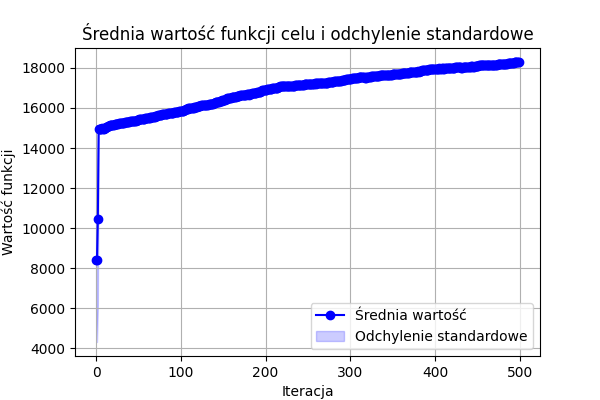 Średnia wartość funkcji celu i odchylenie standardowe
Wartość funkcji
18000
16000
14000
12000
10000
8000
6000
4000
Średnia wartość
Odchylenie standardowe
0 100 200 300 400 500
Iteracja